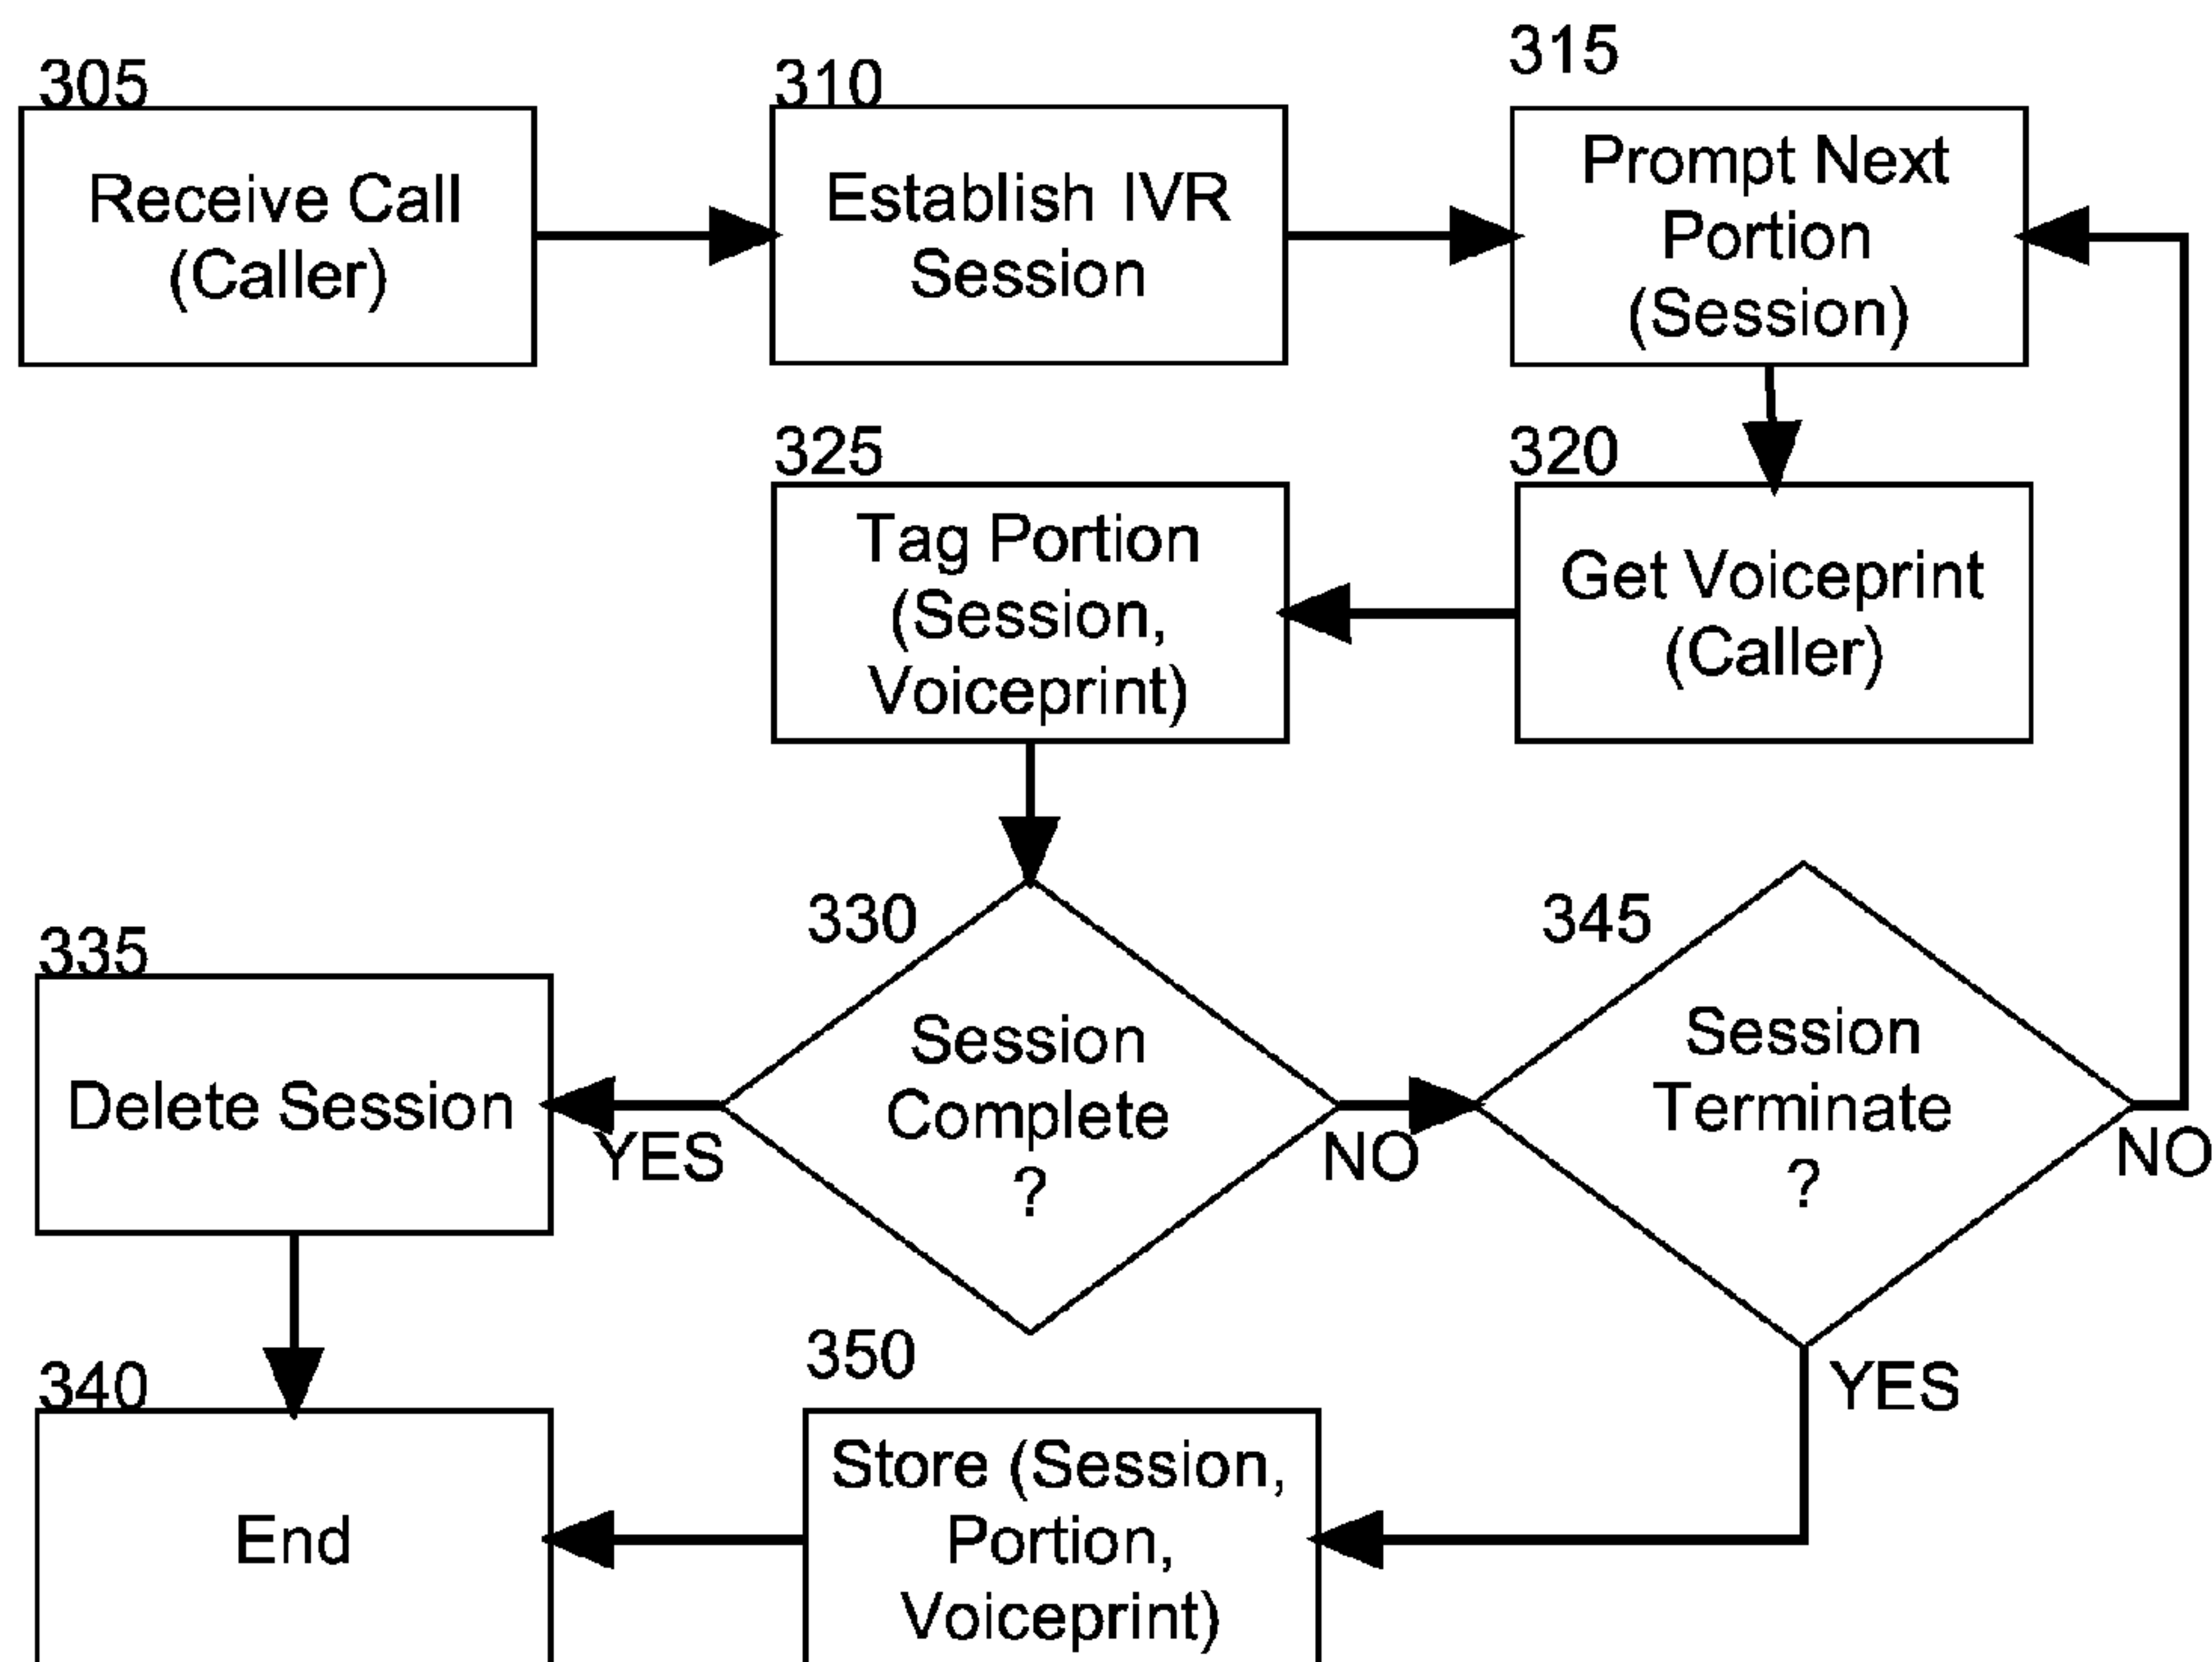 305
Receive Call
(Caller)
310
Establish IVR
Session
315
Prompt Next
Portion
(Session)
320
Get Voiceprint
(Caller)
325
Tag Portion
(Session,
Voiceprint)
330
Session
Complete
?
YES
NO
335
Delete Session
340
End
345
Session
Terminate
?
NO
YES
350
Store (Session,
Portion,
Voiceprint)